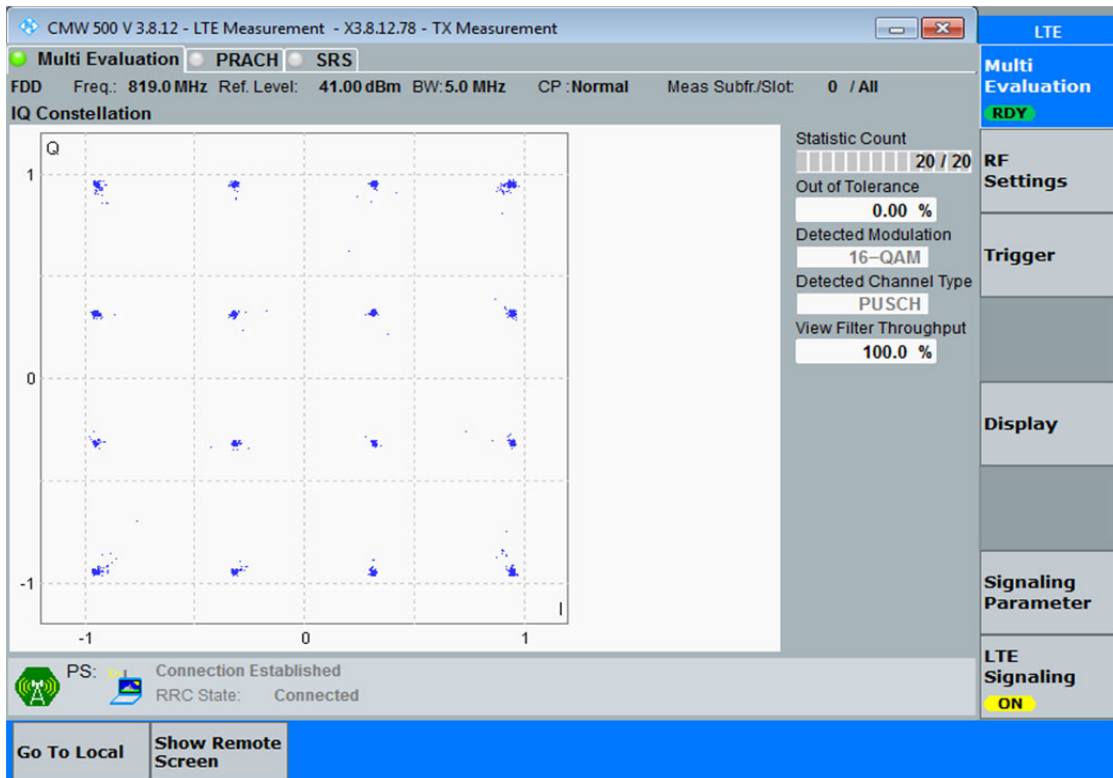 CMW 500 V 3.8.12 - LTE Measurement - X3.8.12.78 - TX Measurement
LTE
Multi Evaluation PRACH SRS
Multi
Evaluation
RDY
FDD Freq.: 819.0 MHz Ref. Level: 41.00 dBm BW: 5.0 MHz CP : Normal Meas Subfr./Slot: 0 / All
IQ Constellation
Q
1
0
-1
-1 0 1
I
Statistic Count
20 / 20
Out of Tolerance
0.00 %
Detected Modulation
16-QAM
Detected Channel Type
PUSCH
View Filter Throughput
100.0 %
RF
Settings
Trigger
Display
Signaling
Parameter
LTE
Signaling
ON
PS: Connection Established
RRC State: Connected
Go To Local
Show Remote
Screen